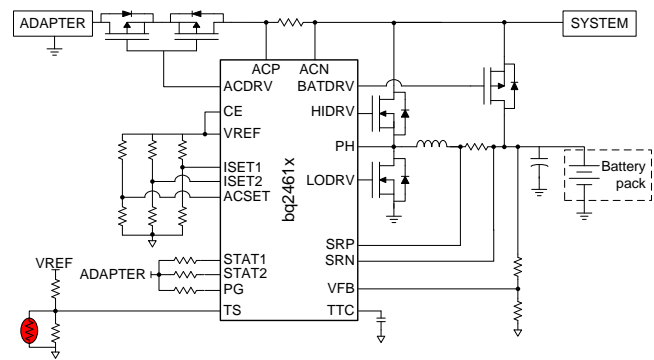 ADAPTER
SYSTEM
ACP
ACN
ACDRV
BATDRV
CE
HIDRV
VREF
PH
ISET1
ISET2
ACSET
LODRV
bq2461x
Battery
pack
STAT1
SRP
ADAPTER
STAT2
SRN
VREF
PG
VFB
TS
TTC